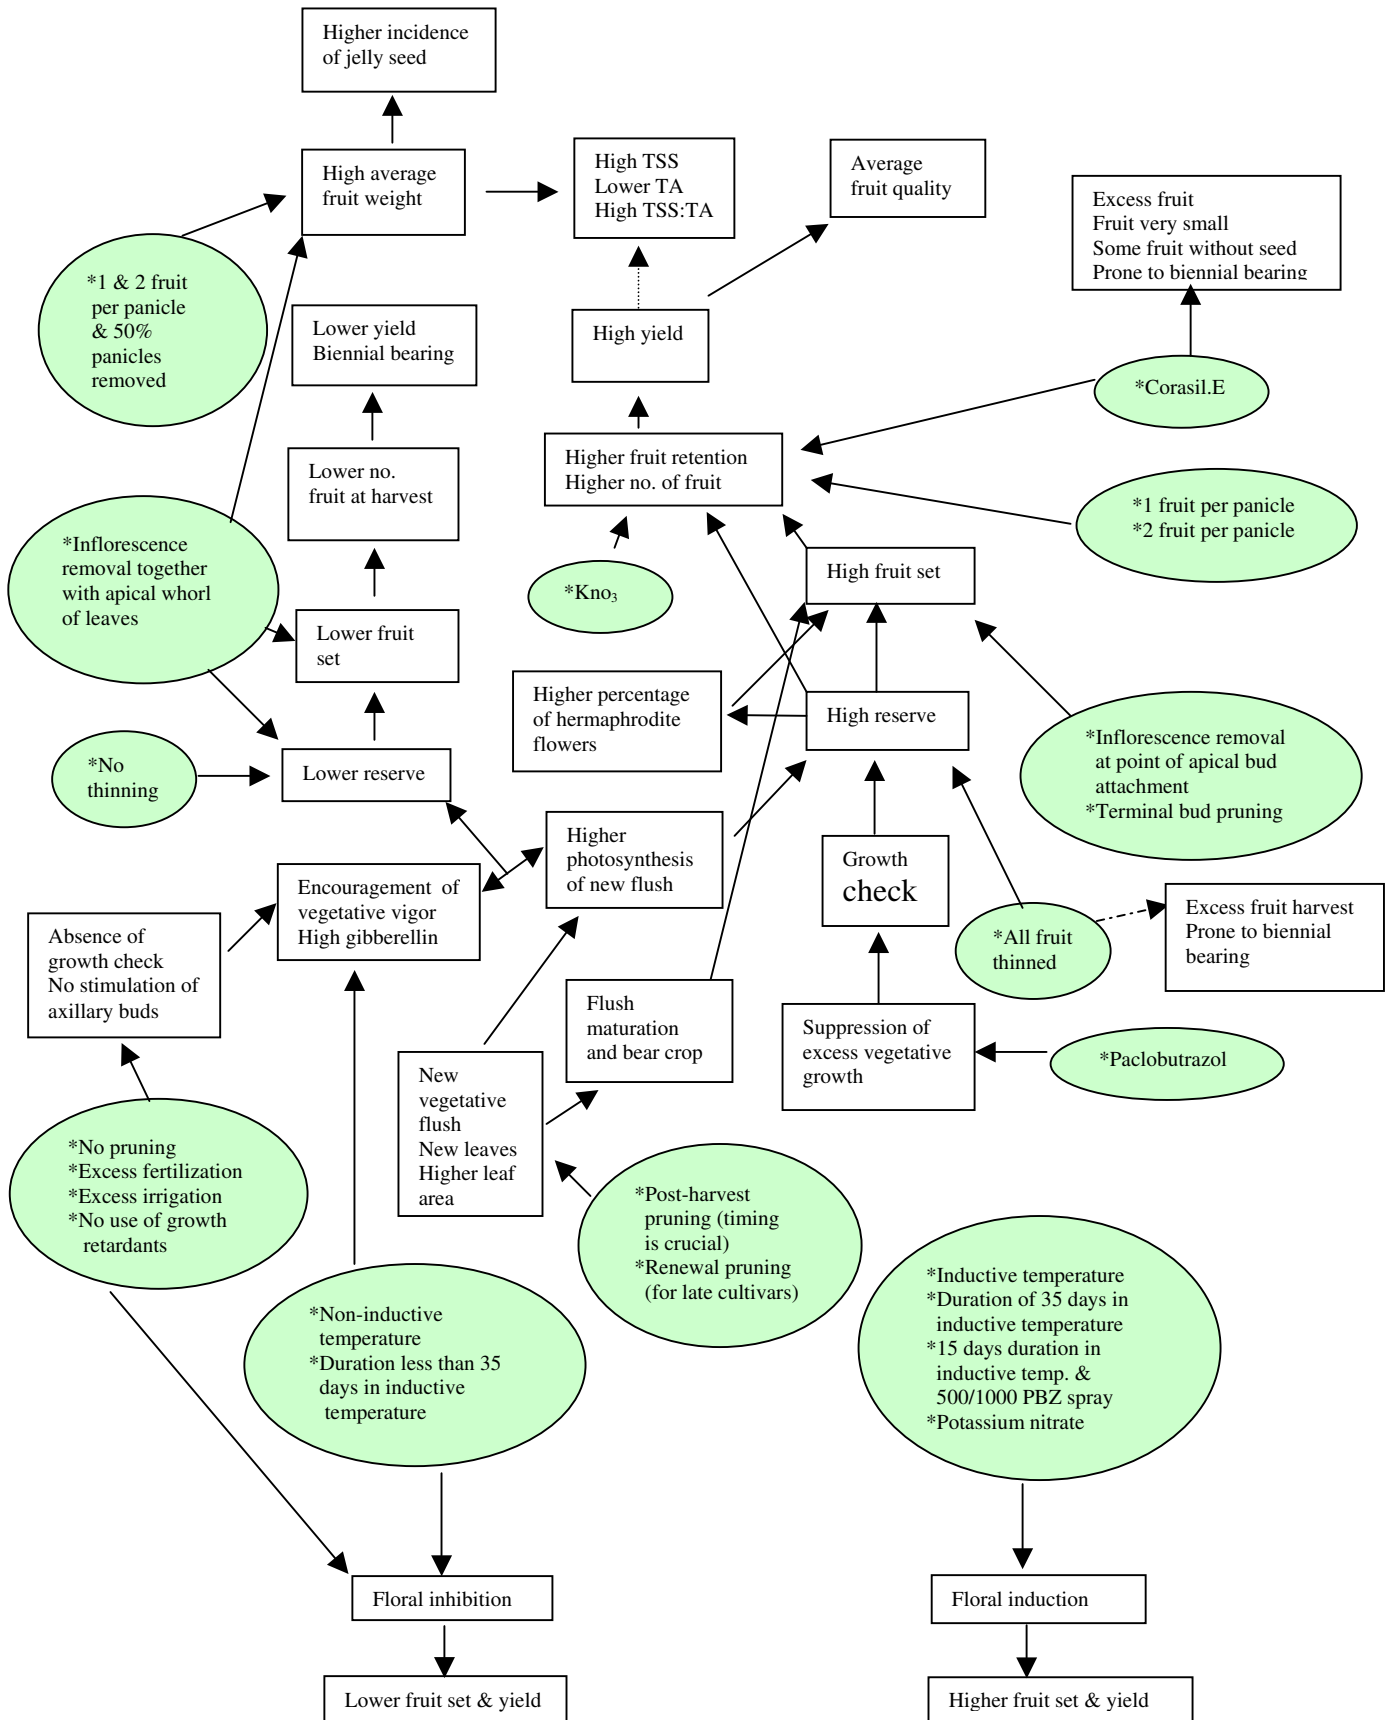 Higher incidence
of jelly seed
High average
fruit weight
High TSS
Lower TA
High TSS:TA
Average
fruit quality
Excess fruit
Fruit very small
Some fruit without seed
Prone to biennial bearing
*1 & 2 fruit
per panicle
& 50%
panicles
removed
Lower yield
Biennial bearing
High yield
*Corasil.E
Lower no.
fruit at harvest
Higher fruit retention
Higher no. of fruit
*1 fruit per panicle
*2 fruit per panicle
*Inflorescence
removal together
with apical whorl
of leaves
*Kno₃
High fruit set
Lower fruit
set
Higher percentage
of hermaphrodite
flowers
High reserve
*Inflorescence removal
at point of apical bud
attachment
*Terminal bud pruning
*No
thinning
Lower reserve
Higher
photosynthesis
of new flush
Growth
check
Encouragement of
vegetative vigor
High gibberellin
Absence of
growth check
No stimulation of
axillary buds
*All fruit
thinned
Excess fruit harvest
Prone to biennial
bearing
Flush
maturation
and bear crop
Suppression of
excess vegetative
growth
*Paclobutrazol
New
vegetative
flush
New leaves
Higher leaf
area
*No pruning
*Excess fertilization
*Excess irrigation
*No use of growth
retardants
*Post-harvest
pruning (timing
is crucial)
*Renewal pruning
(for late cultivars)
*Non-inductive
temperature
*Duration less than 35
days in inductive
temperature
*Inductive temperature
*Duration of 35 days in
inductive temperature
*15 days duration in
inductive temp. &
500/1000 PBZ spray
*Potassium nitrate
Floral inhibition
Floral induction
Lower fruit set & yield
Higher fruit set & yield